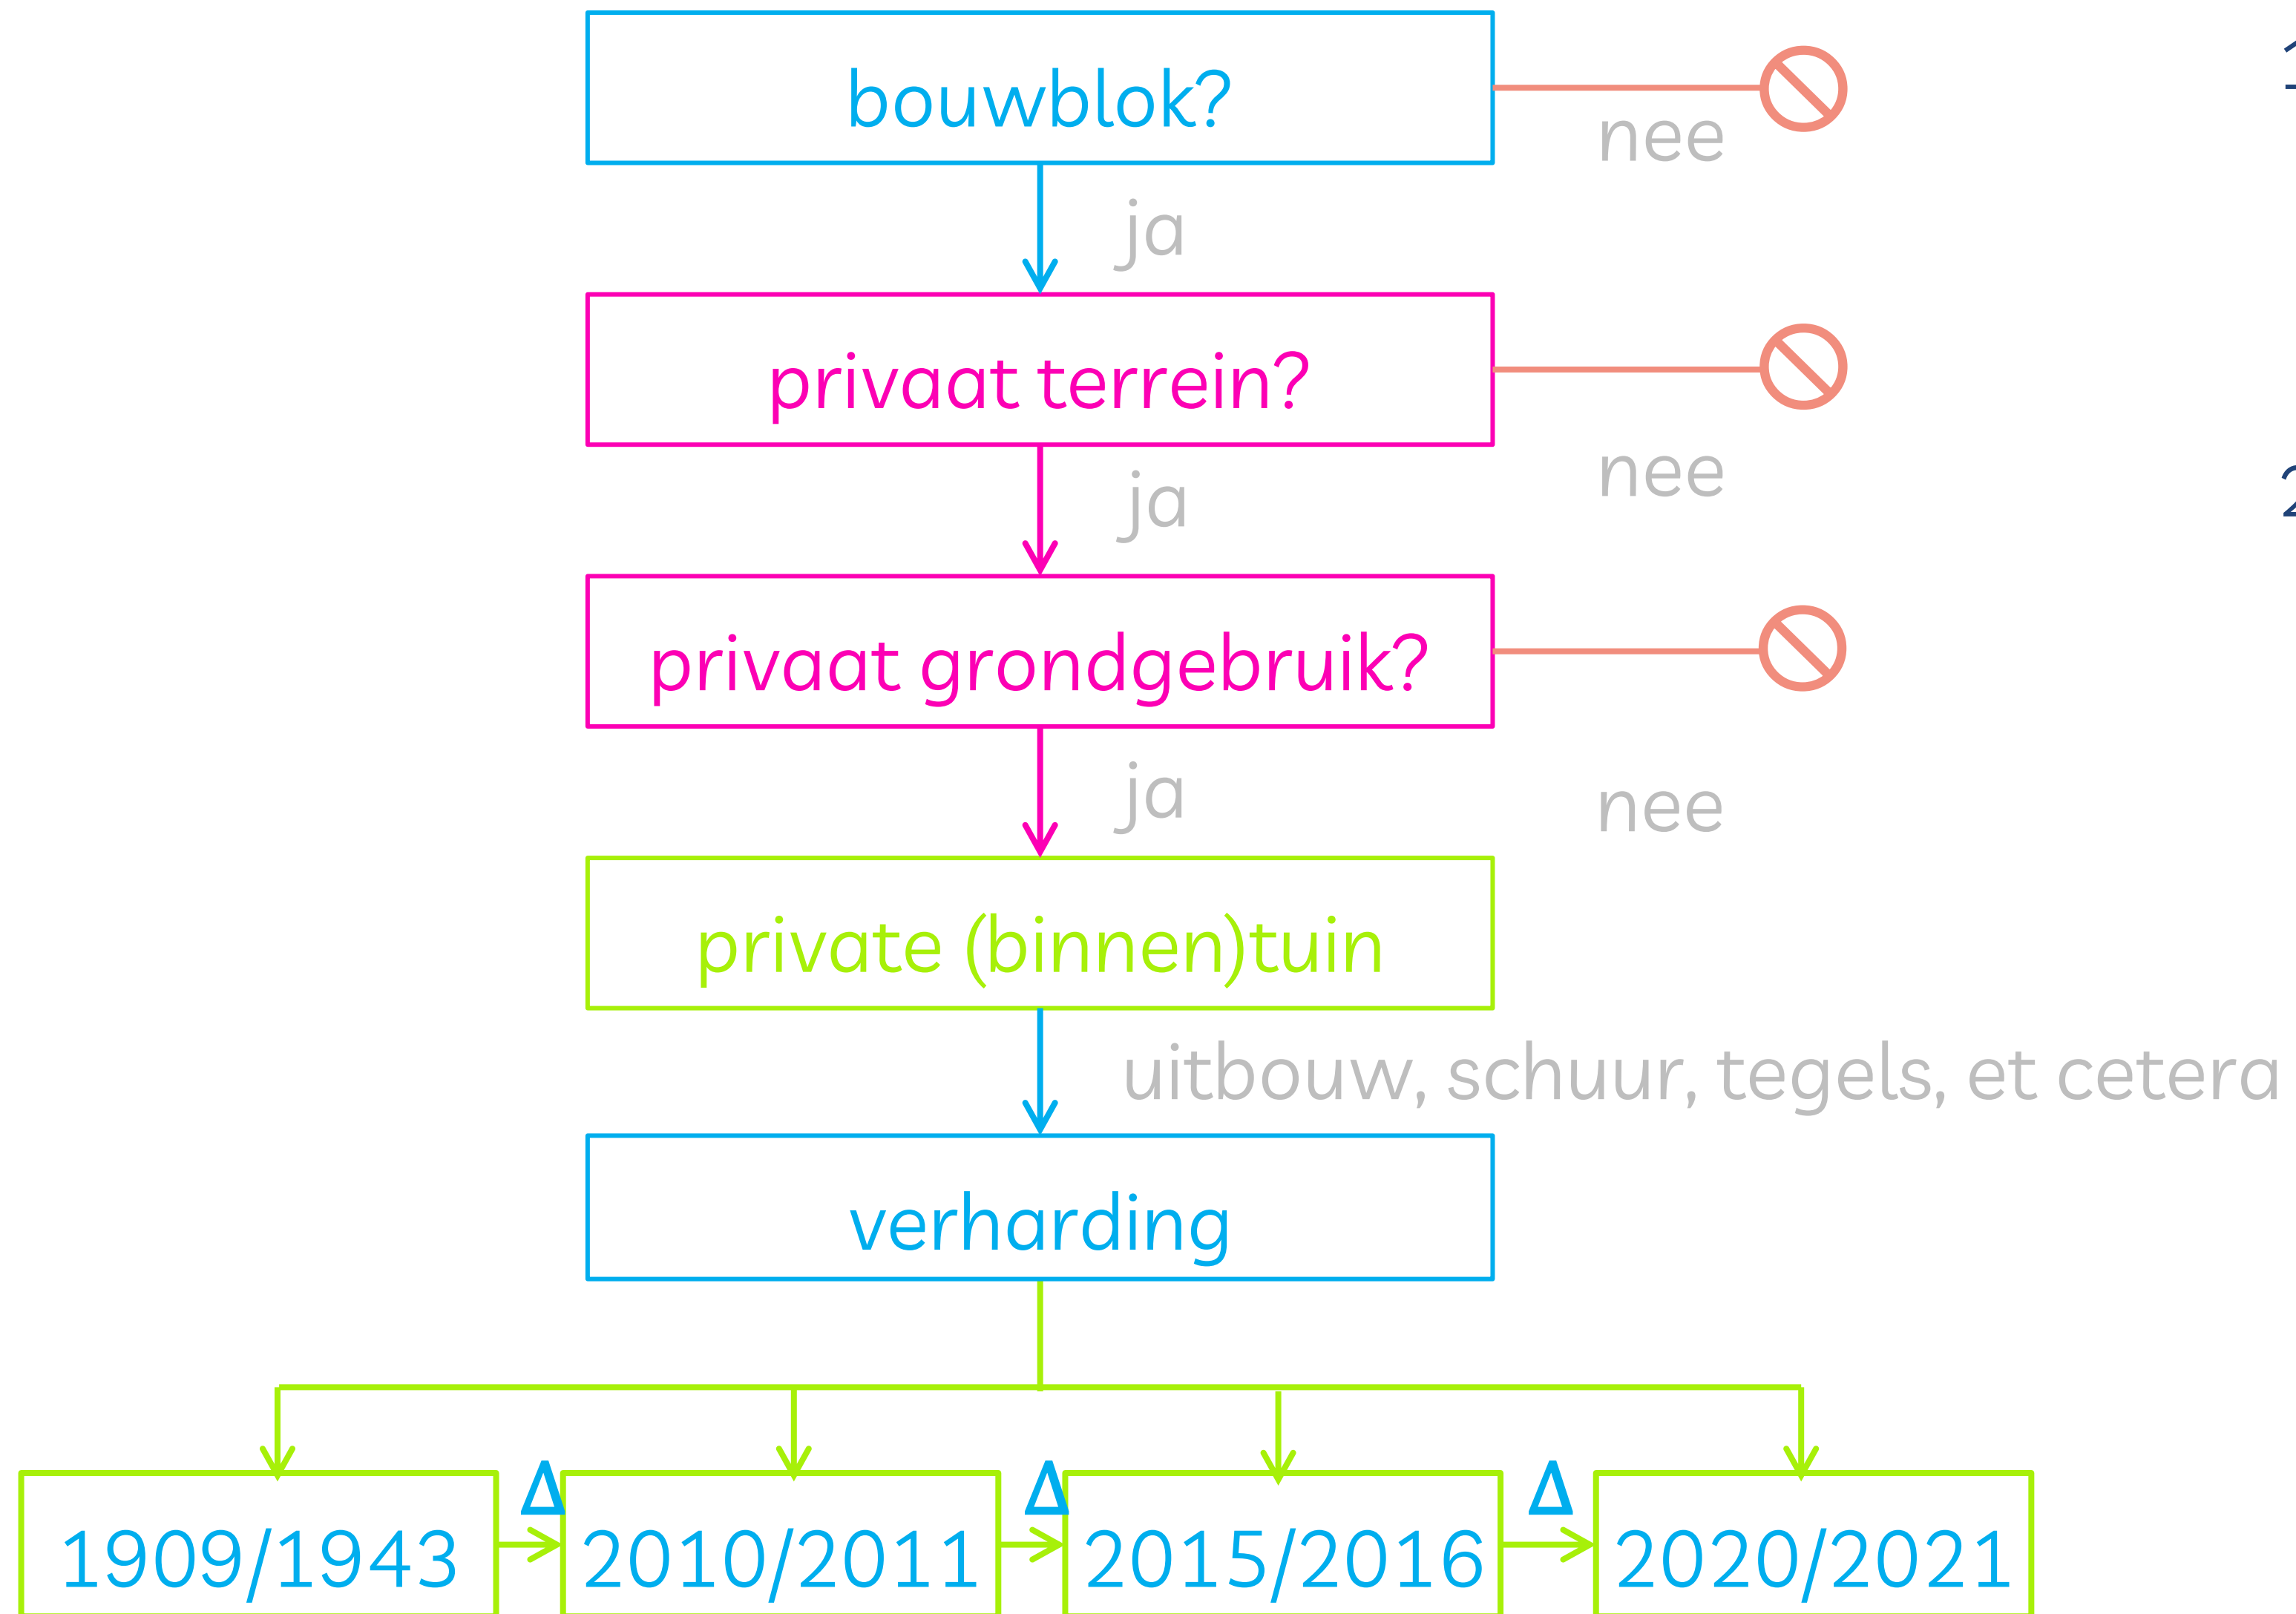 bouwblok?
nee
ja
privaat terrein?
nee
ja
privaat grondgebruik?
ja
nee
private (binnen)tuin
uitbouw, schuur, tegels, et cetera
verharding
Δ Δ Δ
1909/1943 2010/2011 2015/2016 2020/2021